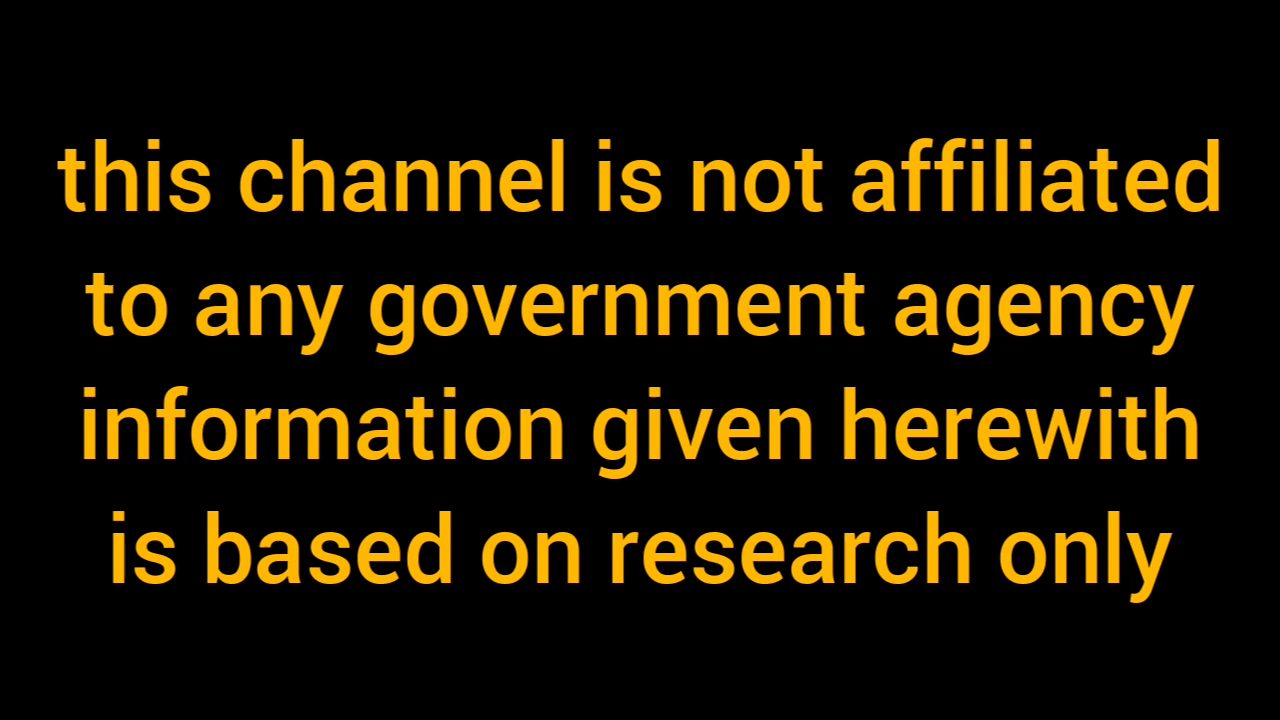 this channel is not affiliated
to any government agency
information given herewith
is based on research only